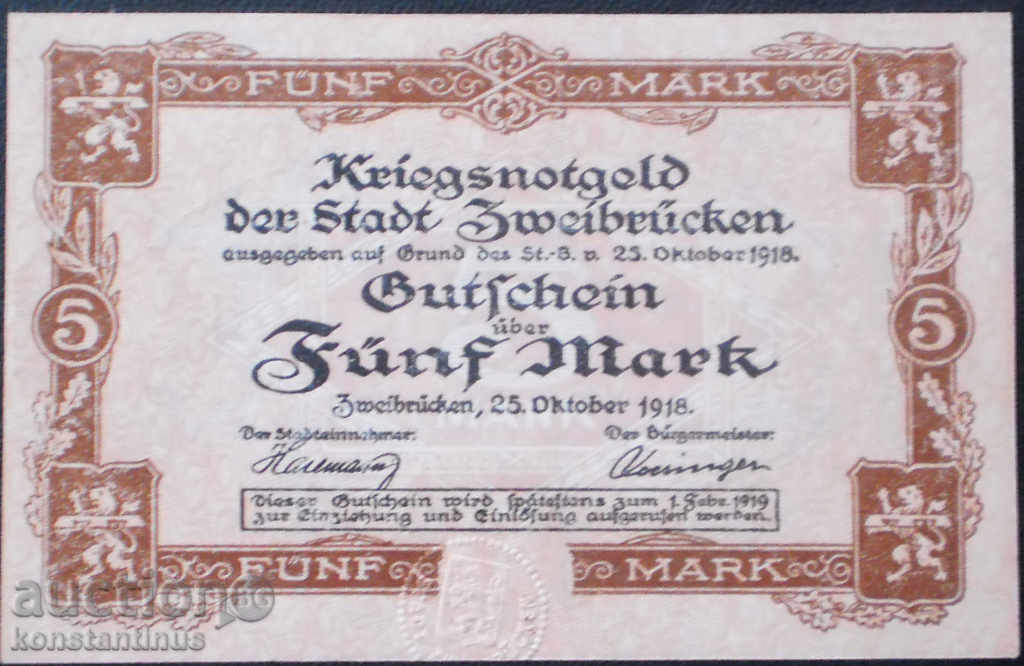 FÜNF MARK
Kriegsnotgeld
der Stadt Zweibrücken
ausgegeben auf Grund des St.-B. v. 25. Oktober 1918.
Gutschein
über
Fünf Mark
5 5
Zweibrücken, 25. Oktober 1918.
MARK
Der Stadteinnehmer: Der Bürgermeister:
Dieser Gutschein wird spätestens zum 1. Febr. 1919
zur Einziehung und Einlösung aufgerufen werden.
FÜNF MARK
auction BG
konstantinus